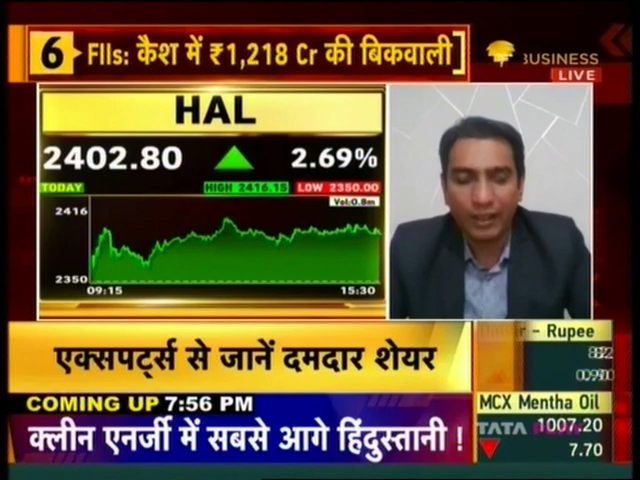 6 FIIs: कैश में ₹1,218 Cr की बिकवाली
BUSINESS
LIVE
HAL
2402.80 2.69%
TODAY HIGH 2416.15 LOW 2350.00
Vol:0.8m
2416
2350
09:15 15:30
एक्सपर्ट्स से जानें दमदार शेयर
- Rupee
COMING UP 7:56 PM
क्लीन एनर्जी में सबसे आगे हिंदुस्तानी !
MCX Mentha Oil
1007.20
TATA
7.70